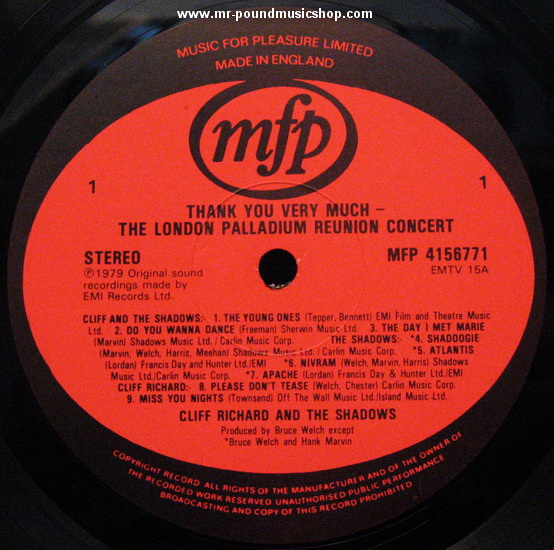 www.mr-poundmusicshop.com
MUSIC FOR PLEASURE LIMITED
MADE IN ENGLAND
mfp
1
1
THANK YOU VERY MUCH –
THE LONDON PALLADIUM REUNION CONCERT
STEREO
MFP 4156771
℗1979 Original sound
EMTV 15A
recordings made by
EMI Records Ltd.
CLIFF AND THE SHADOWS:- 1. THE YOUNG ONES (Tepper, Bennett) EMI Film and Theatre Music
Ltd. 2. DO YOU WANNA DANCE (Freeman) Sherwin Music Ltd. 3. THE DAY I MET MARIE
(Marvin) Shadows Music Ltd./Carlin Music Corp. THE SHADOWS:- *4. SHADOOGIE
(Marvin, Welch, Harris, Meehan) Shadows Music Ltd./Carlin Music Corp. *5. ATLANTIS
(Lordan) Francis Day and Hunter Ltd/EMI *6. NIVRAM (Welch, Marvin, Harris) Shadows
Music Ltd/Carlin Music Corp. *7. APACHE (Lordan) Francis Day & Hunter Ltd./EMI
CLIFF RICHARD:- 8. PLEASE DON'T TEASE (Welch, Chester) Carlin Music Corp.
9. MISS YOU NIGHTS (Townsend) Off The Wall Music Ltd/Island Music Ltd.
CLIFF RICHARD AND THE SHADOWS
Produced by Bruce Welch except
*Bruce Welch and Hank Marvin
COPYRIGHT RECORD ALL RIGHTS OF THE MANUFACTURER AND OF THE OWNER OF
THE RECORDED WORK RESERVED UNAUTHORISED PUBLIC PERFORMANCE
BROADCASTING AND COPY OF THIS RECORD PROHIBITED